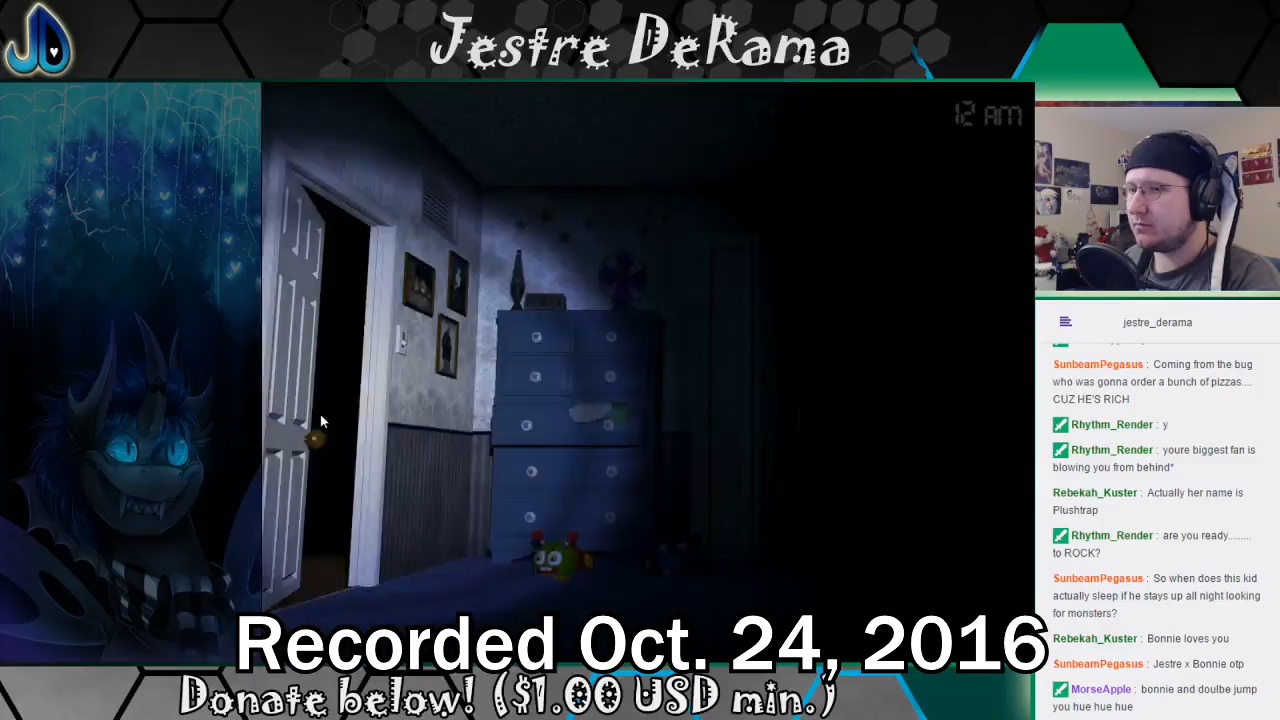 JD
Jestre DeRama
12 AM
jestre_derama
SunbeamPegasus : Coming from the bug
who was gonna order a bunch of pizzas....
CUZ HE'S RICH
Rhythm_Render : y
Rhythm_Render : youre biggest fan is
blowing you from behind*
Rebekah_Kuster : Actually her name is
Plushtrap
Rhythm_Render : are you ready.........
to ROCK?
SunbeamPegasus : So when does this kid
actually sleep if he stays up all night looking
for monsters?
Rebekah_Kuster : Bonnie loves you
SunbeamPegasus : Jestre x Bonnie otp
MorseApple : bonnie and doulbe jump
you hue hue hue
Recorded Oct. 24, 2016
Donate below! ($1.00 USD min.)